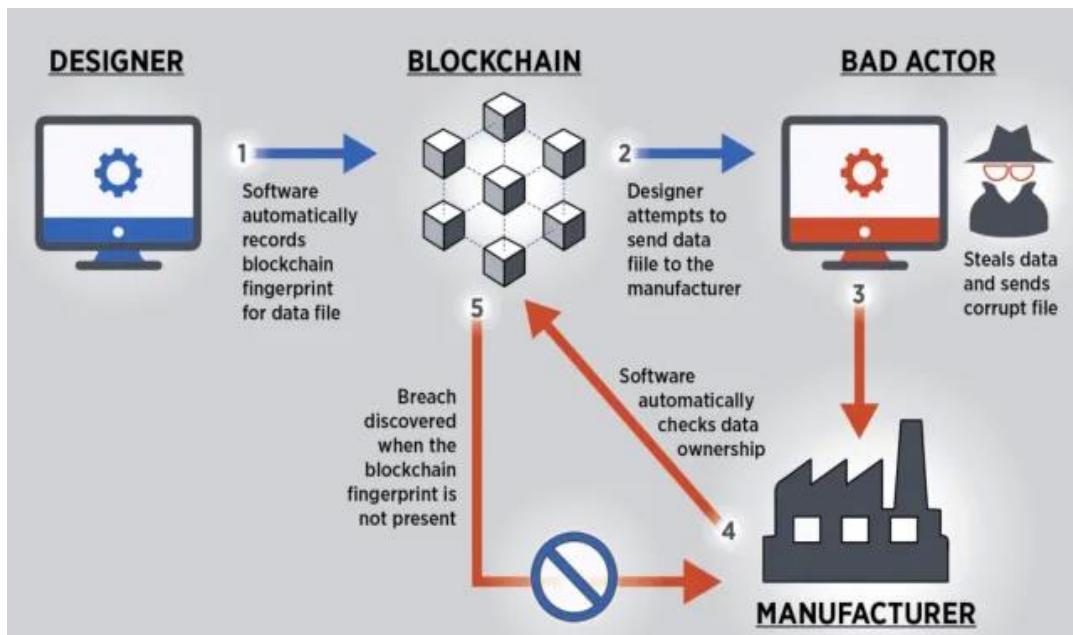 DESIGNER
BLOCKCHAIN
BAD ACTOR
1
Software
automatically
records
blockchain
fingerprint
for data file
2
Designer
attempts to
send data
fiile to the
manufacturer
Steals data
and sends
corrupt file
3
4
Software
automatically
checks data
ownership
5
Breach
discovered
when the
blockchain
fingerprint is
not present
MANUFACTURER